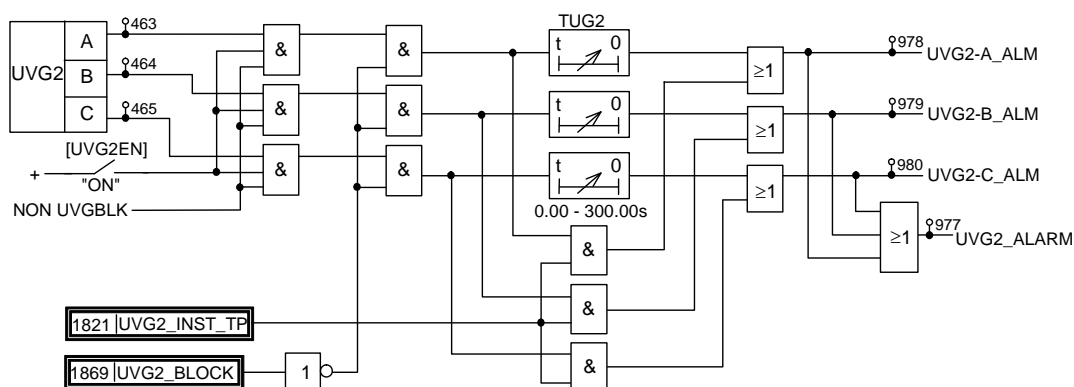 TUG2
463
A
&
&
t 0
978
UVG2-A_ALM
≥1
464
UVG2
B
&
&
t 0
979
UVG2-B_ALM
≥1
465
C
[UVG2EN]
&
&
t 0
980
UVG2-C_ALM
≥1
+
"ON"
NON UVGBLK
0.00 - 300.00s
977
≥1
UVG2_ALARM
&
&
1821 UVG2_INST_TP
&
1869 UVG2_BLOCK
1